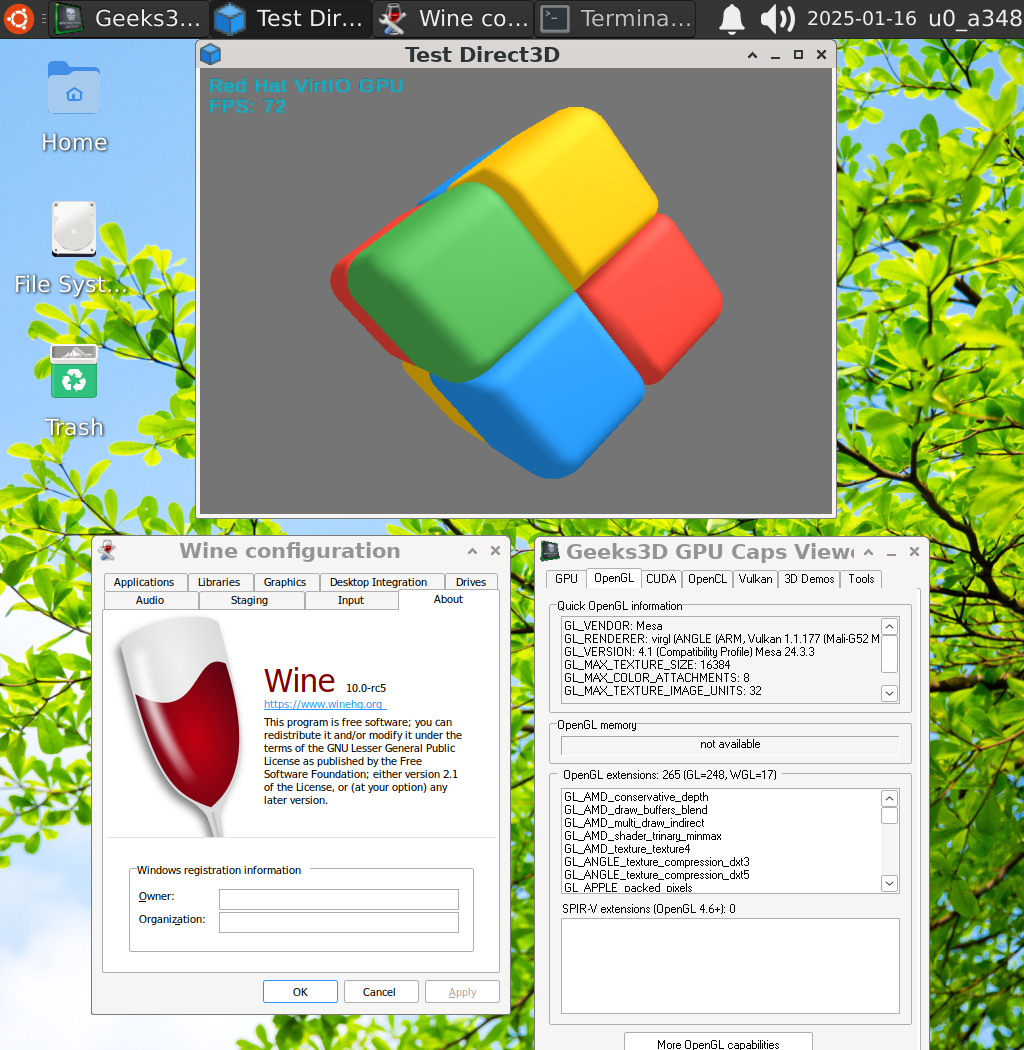 Geeks3...
Test Dir...
Wine co...
Termina...
2025-01-16
u0_a348
Home
File Syst...
Trash
Test Direct3D
Red Hat VirtIO GPU
FPS: 72
Wine configuration
Applications
Libraries
Graphics
Desktop Integration
Drives
Audio
Staging
Input
About
Wine 10.0-rc5
https://www.winehq.org
This program is free software; you can
redistribute it and/or modify it under the
terms of the GNU Lesser General Public
License as published by the Free
Software Foundation; either version 2.1
of the License, or (at your option) any
later version.
Windows registration information
Owner:
Organization:
OK
Cancel
Apply
Geeks3D GPU Caps Viewe
GPU
OpenGL
CUDA
OpenCL
Vulkan
3D Demos
Tools
Quick OpenGL information
GL_VENDOR: Mesa
GL_RENDERER: virgl (ANGLE (ARM, Vulkan 1.1.177 (Mali-G52 M
GL_VERSION: 4.1 (Compatibility Profile) Mesa 24.3.3
GL_MAX_TEXTURE_SIZE: 16384
GL_MAX_COLOR_ATTACHMENTS: 8
GL_MAX_TEXTURE_IMAGE_UNITS: 32
OpenGL memory
not available
OpenGL extensions: 265 (GL=248, WGL=17)
GL_AMD_conservative_depth
GL_AMD_draw_buffers_blend
GL_AMD_multi_draw_indirect
GL_AMD_shader_trinary_minmax
GL_AMD_texture_texture4
GL_ANGLE_texture_compression_dxt3
GL_ANGLE_texture_compression_dxt5
GL_APPLE_packed_pixels
SPIR-V extensions (OpenGL 4.6+): 0
More OpenGL capabilities